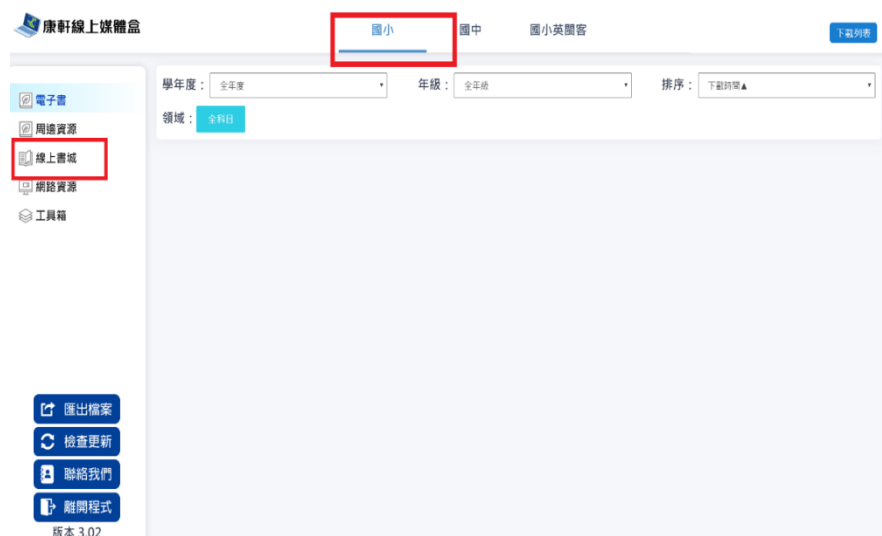 康軒線上媒體盒
國小 國中 國小英閩客
下載列表
電子書
周邊資源
線上書城
網路資源
工具箱
學年度： 全年度 年級： 全年級 排序： 下載時間▲
領域： 全科目
匯出檔案
檢查更新
聯絡我們
離開程式
版本 3.02